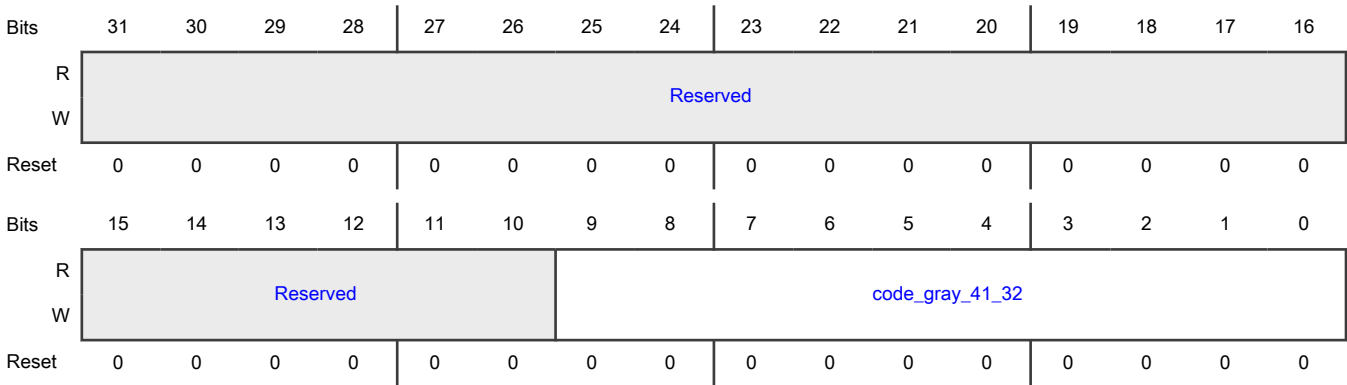 Bits 31 30 29 28 27 26 25 24 23 22 21 20 19 18 17 16
R
Reserved
W
Reset 0 0 0 0 0 0 0 0 0 0 0 0 0 0 0 0
Bits 15 14 13 12 11 10 9 8 7 6 5 4 3 2 1 0
R
Reserved code_gray_41_32
W
Reset 0 0 0 0 0 0 0 0 0 0 0 0 0 0 0 0